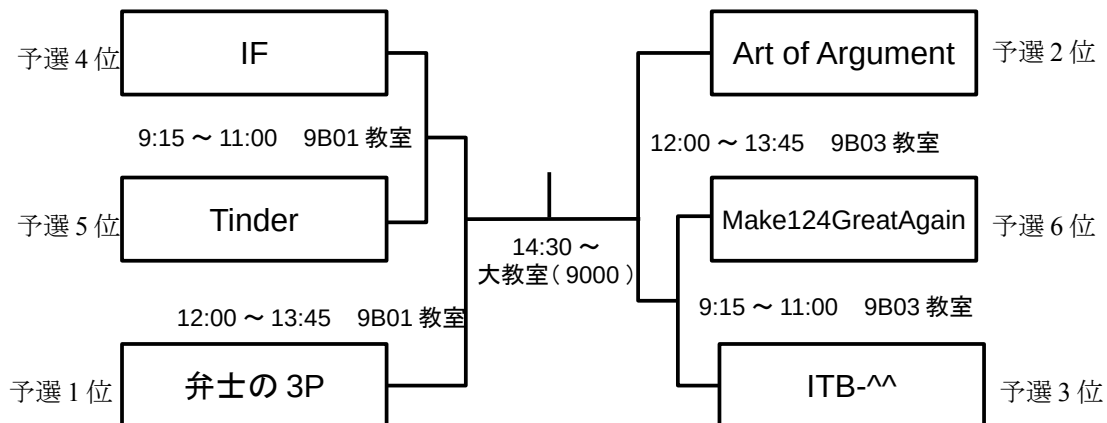 予選4位
IF
9:15 ～ 11:00 9B01 教室
予選5位
Tinder
12:00 ～ 13:45 9B01 教室
予選1位
弁士の 3P
14:30 ～
大教室（ 9000 ）
Art of Argument
予選2位
12:00 ～ 13:45 9B03 教室
Make124GreatAgain
予選6位
9:15 ～ 11:00 9B03 教室
ITB-^^
予選3位